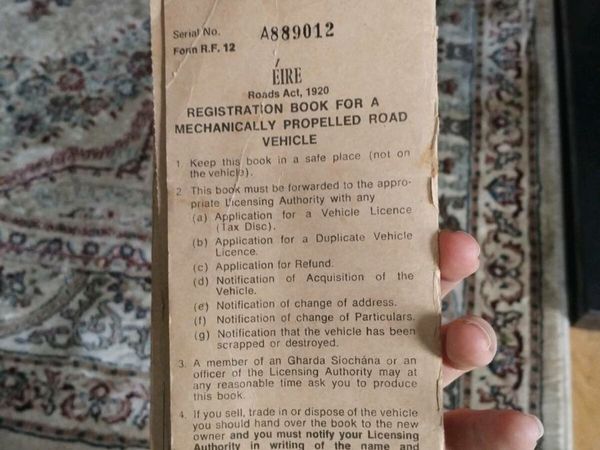 Serial No. A889012
Form R.F. 12
ÉIRE
Roads Act, 1920
REGISTRATION BOOK FOR A
MECHANICALLY PROPELLED ROAD
VEHICLE
1 Keep this book in a safe place (not on
the vehicle).
2 This book must be forwarded to the appro-
priate Licensing Authority with any
(a) Application for a Vehicle Licence
(Tax Disc).
(b) Application for a Duplicate Vehicle
Licence.
(c) Application for Refund.
(d) Notification of Acquisition of the
Vehicle.
(e) Notification of change of address.
(f) Notification of change of Particulars.
(g) Notification that the vehicle has been
scrapped or destroyed.
3. A member of an Gharda Siochána or an
officer of the Licensing Authority may at
any reasonable time ask you to produce
this book.
4. If you sell, trade in or dispose of the vehicle
you should hand over the book to the new
owner and you must notify your Licensing
Authority in writing of the name and